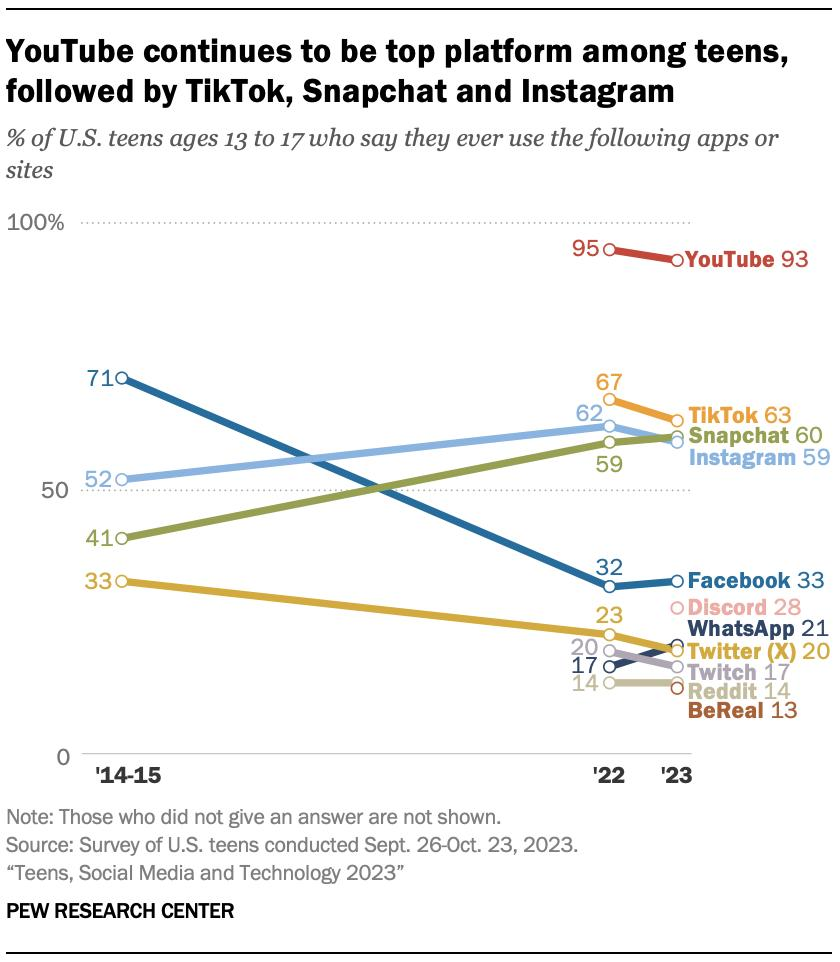 YouTube continues to be top platform among teens,
followed by TikTok, Snapchat and Instagram
% of U.S. teens ages 13 to 17 who say they ever use the following apps or
sites
100%
95
YouTube 93
71
67
62
TikTok 63
Snapchat 60
52
59
Instagram 59
50
41
33
32
Facebook 33
23
Discord 28
WhatsApp 21
20
Twitter (X) 20
17
Twitch 17
14
Reddit 14
BeReal 13
0
'14-15
'22
'23
Note: Those who did not give an answer are not shown.
Source: Survey of U.S. teens conducted Sept. 26-Oct. 23, 2023.
“Teens, Social Media and Technology 2023”
PEW RESEARCH CENTER